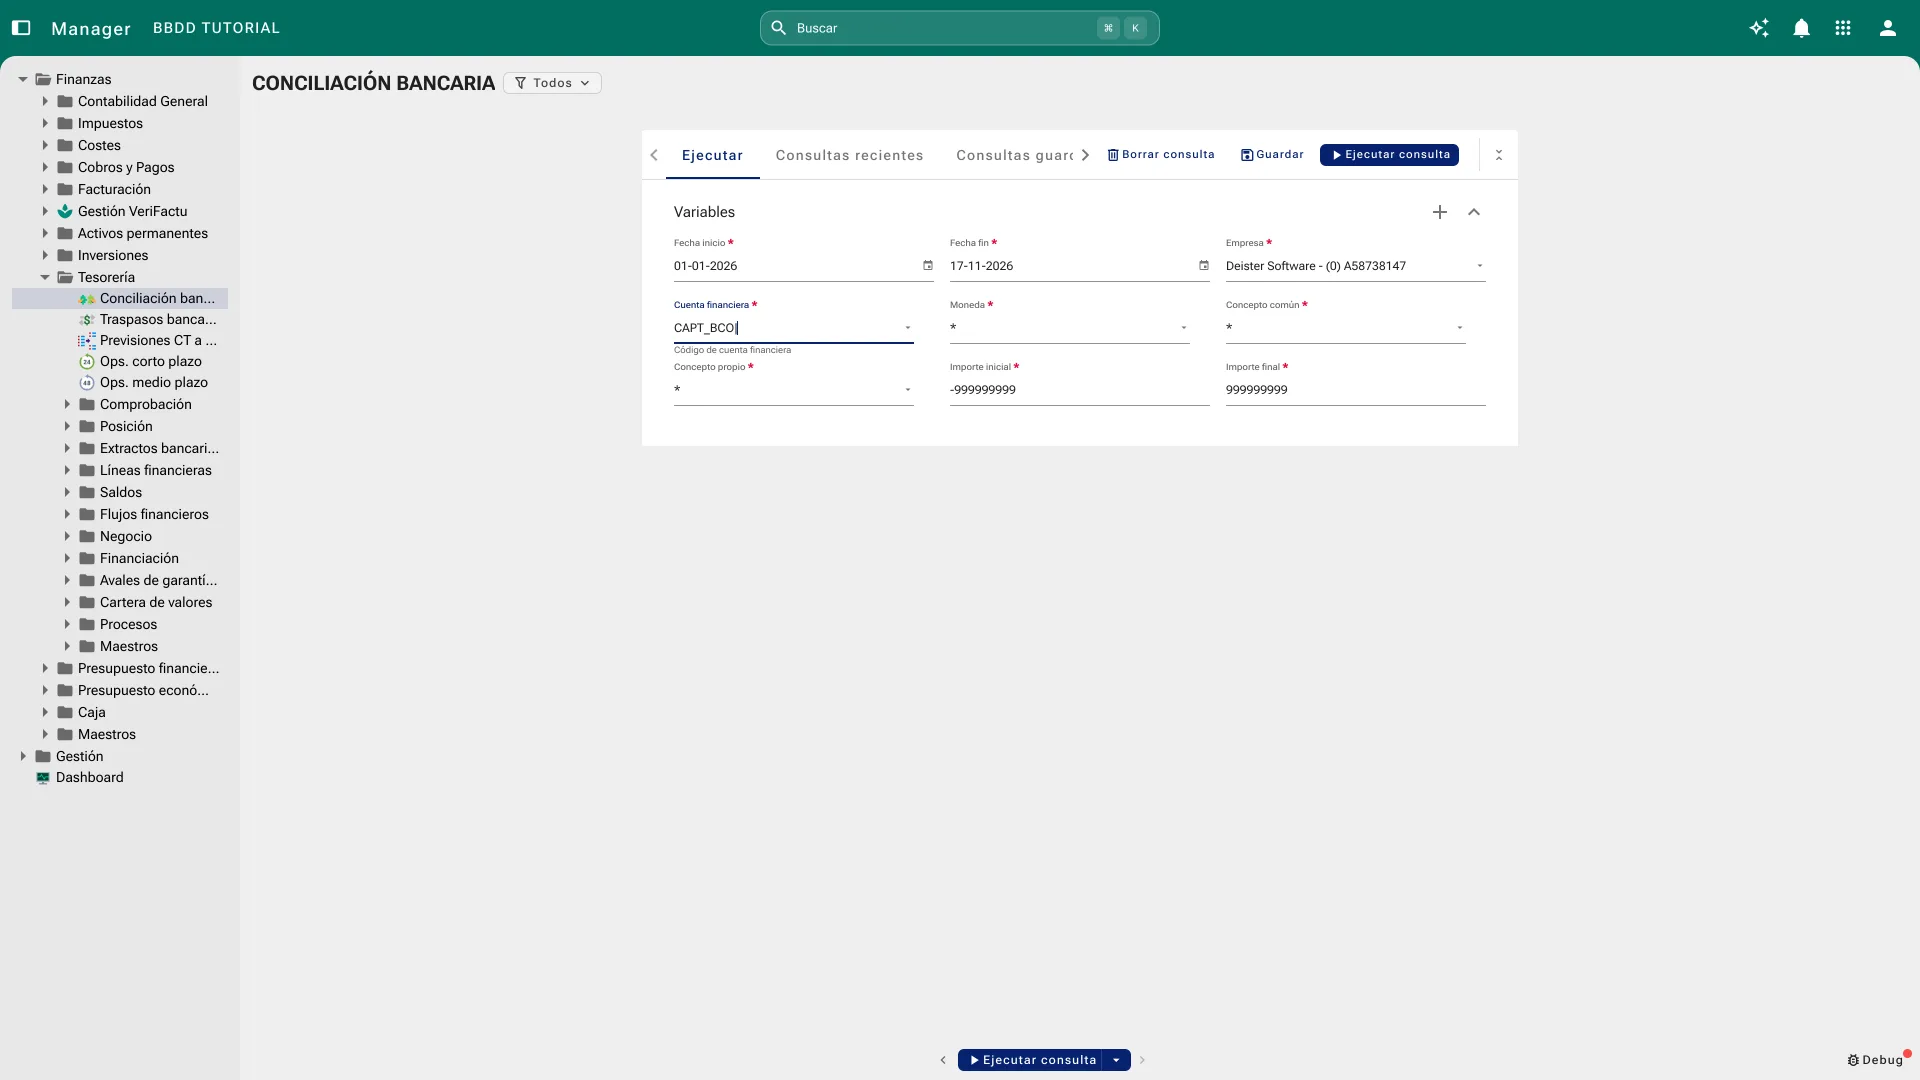 Manager
BBDD TUTORIAL
Buscar
⌘ K
Finanzas
Contabilidad General
Impuestos
Costes
Cobros y Pagos
Facturación
Gestión VeriFactu
Activos permanentes
Inversiones
Tesorería
Conciliación ban...
Traspasos banca...
Previsiones CT a ...
Ops. corto plazo
Ops. medio plazo
Comprobación
Posición
Extractos bancari...
Líneas financieras
Saldos
Flujos financieros
Negocio
Financiación
Avales de garantí...
Cartera de valores
Procesos
Maestros
Presupuesto financie...
Presupuesto econó...
Caja
Maestros
Gestión
Dashboard
CONCILIACIÓN BANCARIA
Todos
Ejecutar
Consultas recientes
Consultas guarc
Borrar consulta
Guardar
Ejecutar consulta
Variables
Fecha inicio *
Fecha fin *
Empresa *
01-01-2026
17-11-2026
Deister Software - (0) A58738147
Cuenta financiera *
Moneda *
Concepto común *
CAPT_BCO
*
*
Código de cuenta financiera
Concepto propio *
Importe inicial *
Importe final *
*
-999999999
999999999
Ejecutar consulta
Debug